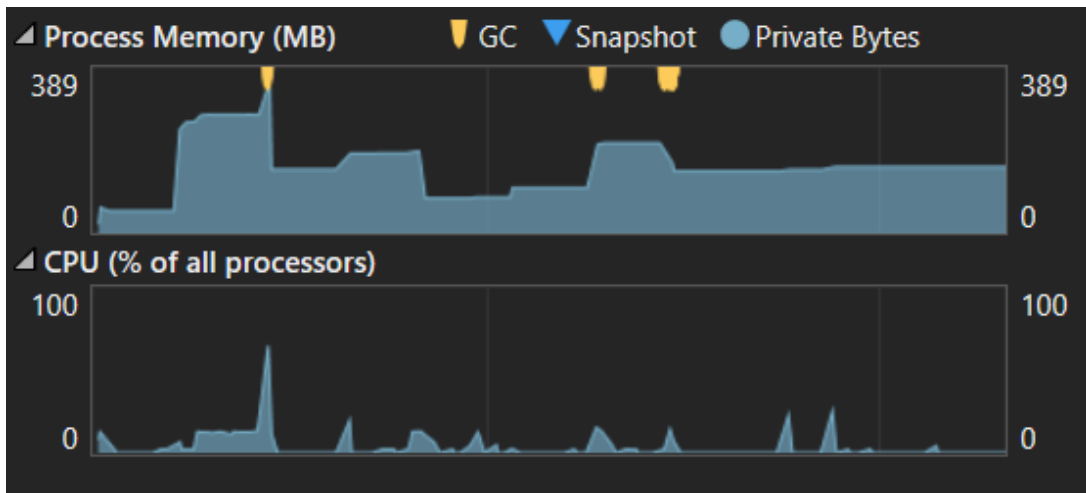 Process Memory (MB) GC Snapshot Private Bytes
389 389
0 0
CPU (% of all processors)
100 100
0 0